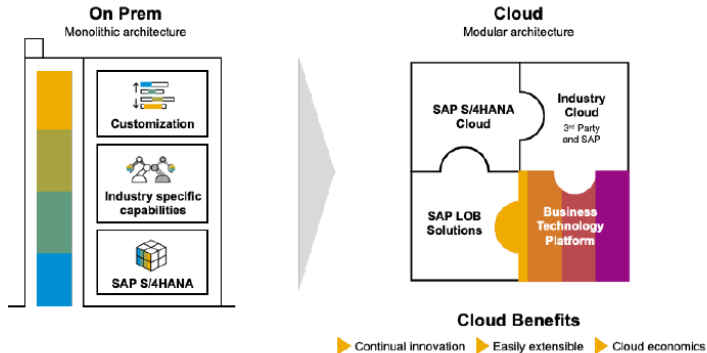 On Prem
Monolithic architecture
Customization
Industry specific
capabilities
SAP S/4HANA
Cloud
Modular architecture
SAP S/4HANA
Cloud
Industry
Cloud
3rd Party
and SAP
SAP LOB
Solutions
Business
Technology
Platform
Cloud Benefits
Continual innovation
Easily extensible
Cloud economics